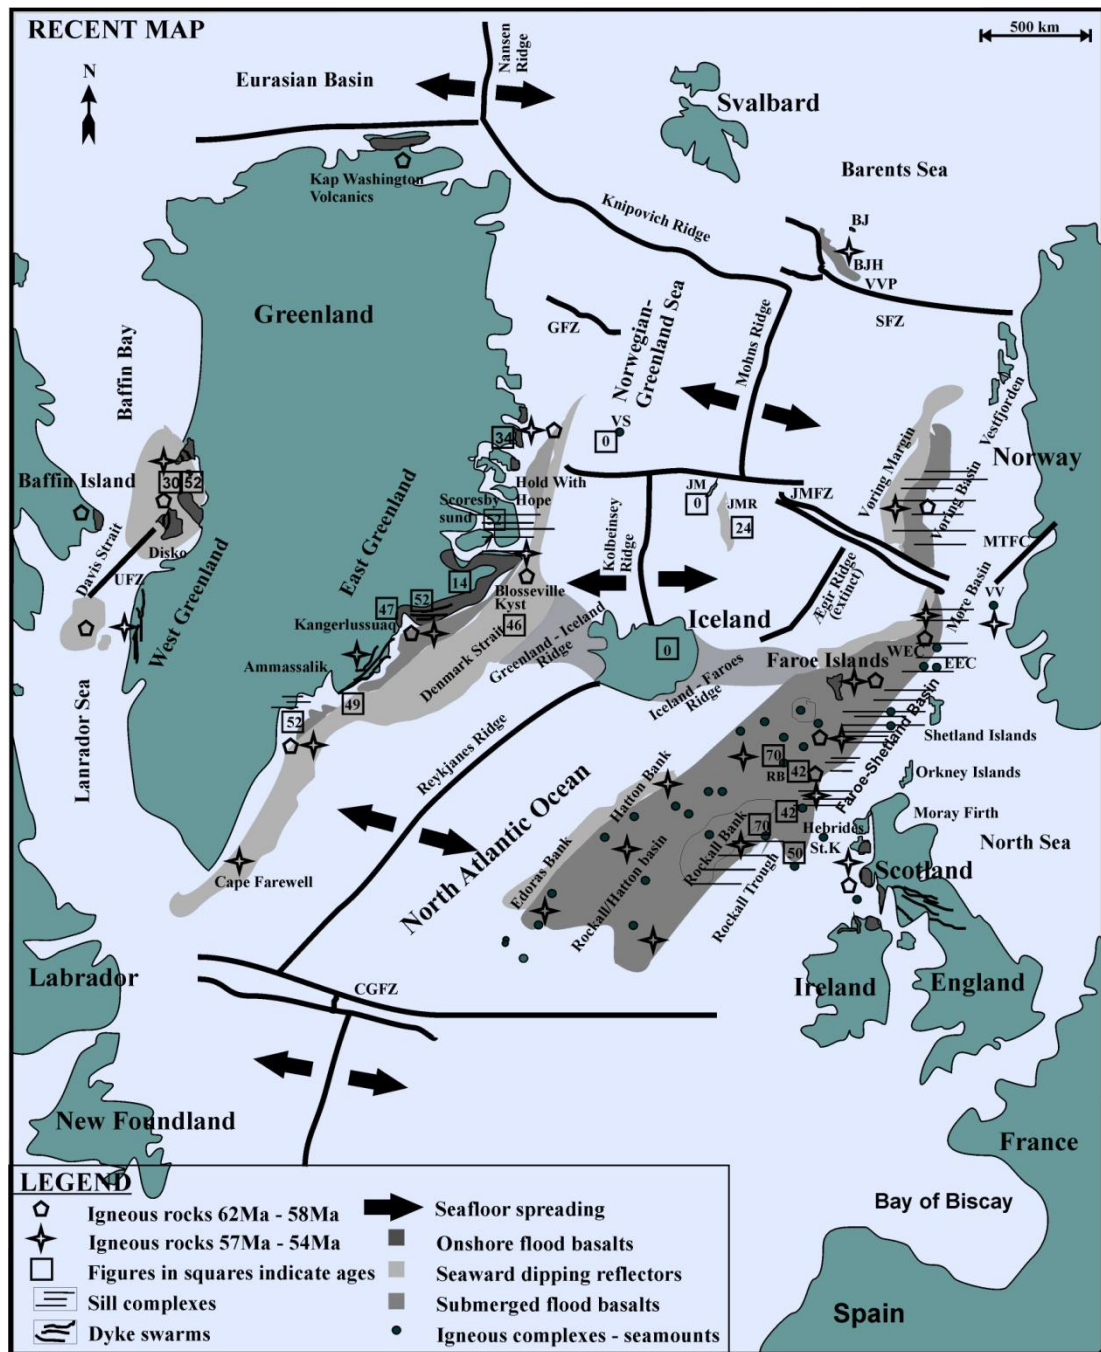 RECENT MAP
500 km
N
Nansen
Ridge
Eurasian Basin
Svalbard
Barents Sea
Kap Washington
Volcanics
Knipovich Ridge
BJ
BJH
VVP
SFZ
Greenland
GFZ
Norwegian-
Greenland Sea
Mohns Ridge
Baffin Bay
Vestfjorden
VS
0
34
Norway
Vøring Margin
Vøring Basin
Baffin Island
30
52
Hold With
Hope
Scoresby
sund
52
JM
0
JMR
24
JMFZ
MTFC
Davis Strait
Disko
UFZ
East Greenland
Kolbeinsey
Ridge
Ægir Ridge
(extinct)
14
52
47
Blosseville
Kyst
46
VV
More Basin
West Greenland
Kangerlussuaq
Denmark Strait
Greenland - Iceland
Ridge
Iceland
0
WEC
EEC
Ammassalik
Faroe Islands
Iceland - Faroes
Ridge
Lanrador Sea
49
52
Faroe-Shetland Basin
Shetland Islands
Reykjanes Ridge
70
RB
42
Orkney Islands
Hatton Bank
42
70
Moray Firth
Hebrides
St.K
50
North Sea
North Atlantic Ocean
Rockall Bank
Scotland
Cape Farewell
Edoras Bank
Rockall/Hatton basin
Rockall Trough
Labrador
CGFZ
Ireland
England
New Foundland
France
Bay of Biscay
Spain
LEGEND
Igneous rocks 62Ma - 58Ma
Igneous rocks 57Ma - 54Ma
Figures in squares indicate ages
Sill complexes
Dyke swarms
Seafloor spreading
Onshore flood basalts
Seaward dipping reflectors
Submerged flood basalts
Igneous complexes - seamounts